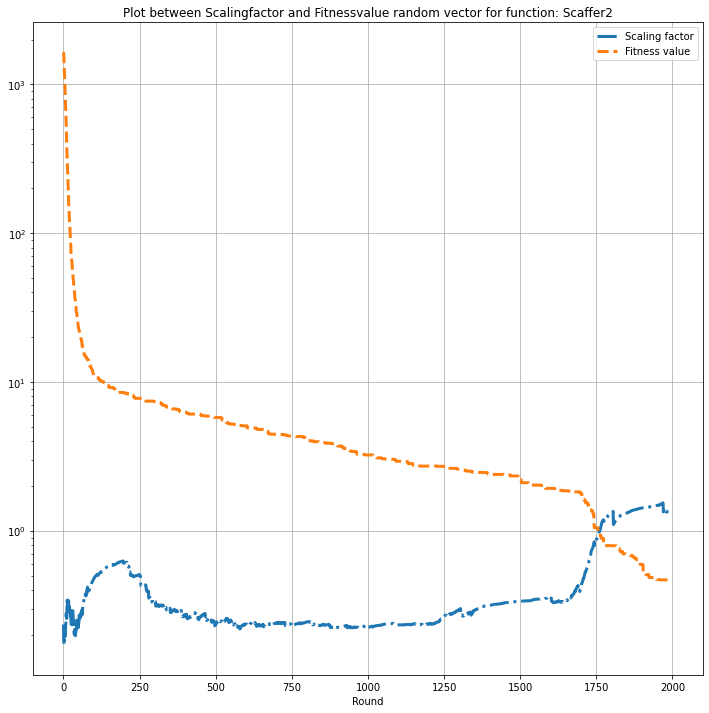 Plot between Scalingfactor and Fitnessvalue random vector for function: Scaffer2
Scaling factor
Fitness value
10³
10²
10¹
10⁰
0 250 500 750 1000 1250 1500 1750 2000
Round